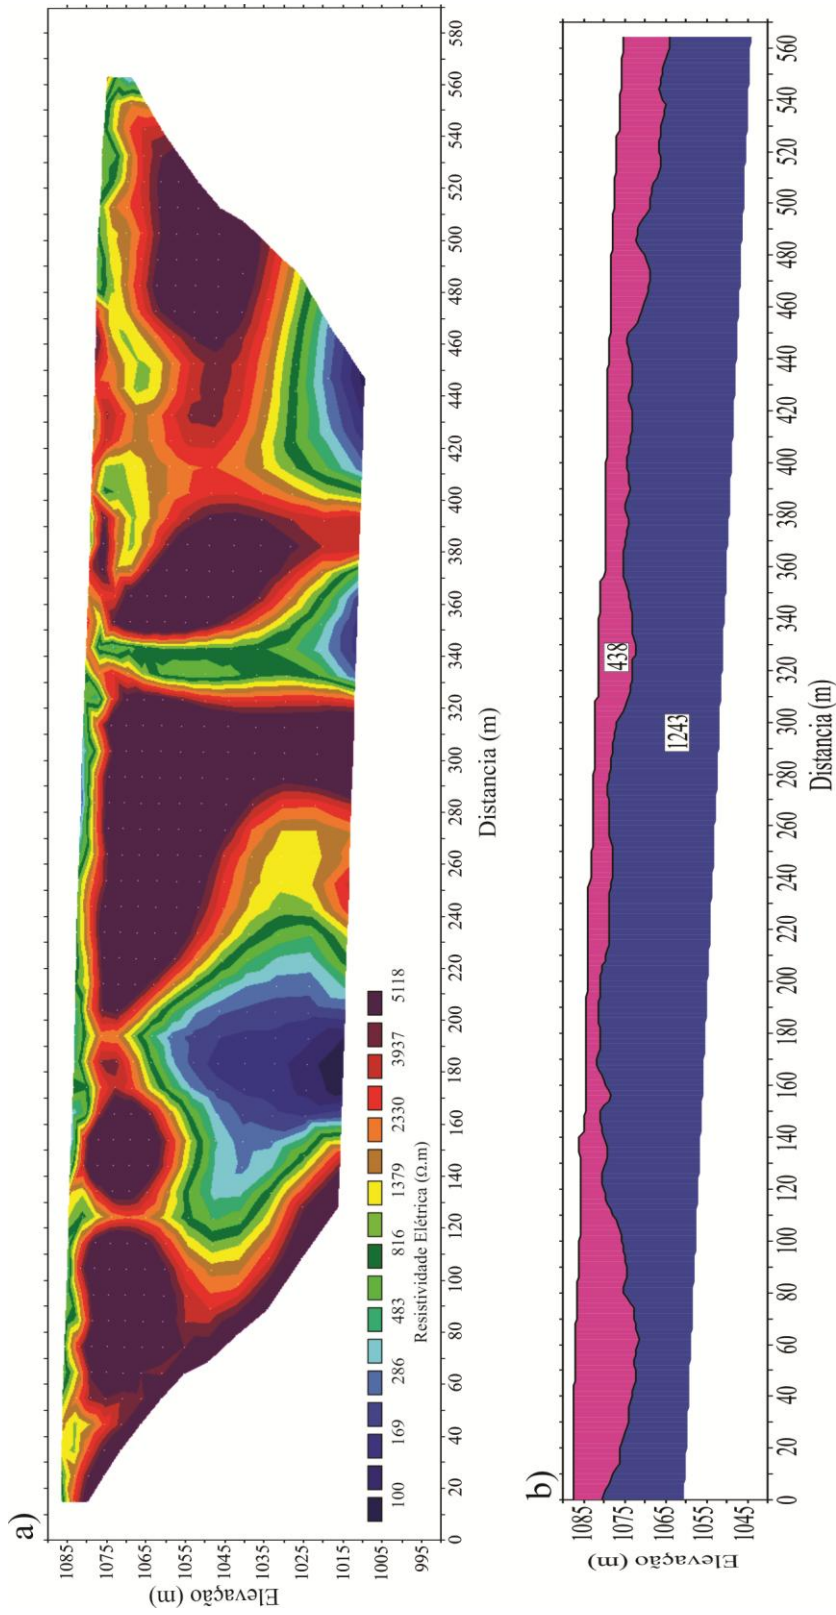 a)
Elevação (m)
1085
1075
1065
1055
1045
1035
1025
1015
1005
995
0 20 40 60 80 100 120 140 160 180 200 220 240 260 280 300 320 340 360 380 400 420 440 460 480 500 520 540 560 580
Distancia (m)
100 169 286 483 816 1379 2330 3937 5118
Resistividade Elétrica (Ω.m)
b)
Elevação (m)
1085
1075
1065
1055
1045
438
1243
0 20 40 60 80 100 120 140 160 180 200 220 240 260 280 300 320 340 360 380 400 420 440 460 480 500 520 540 560
Distancia (m)